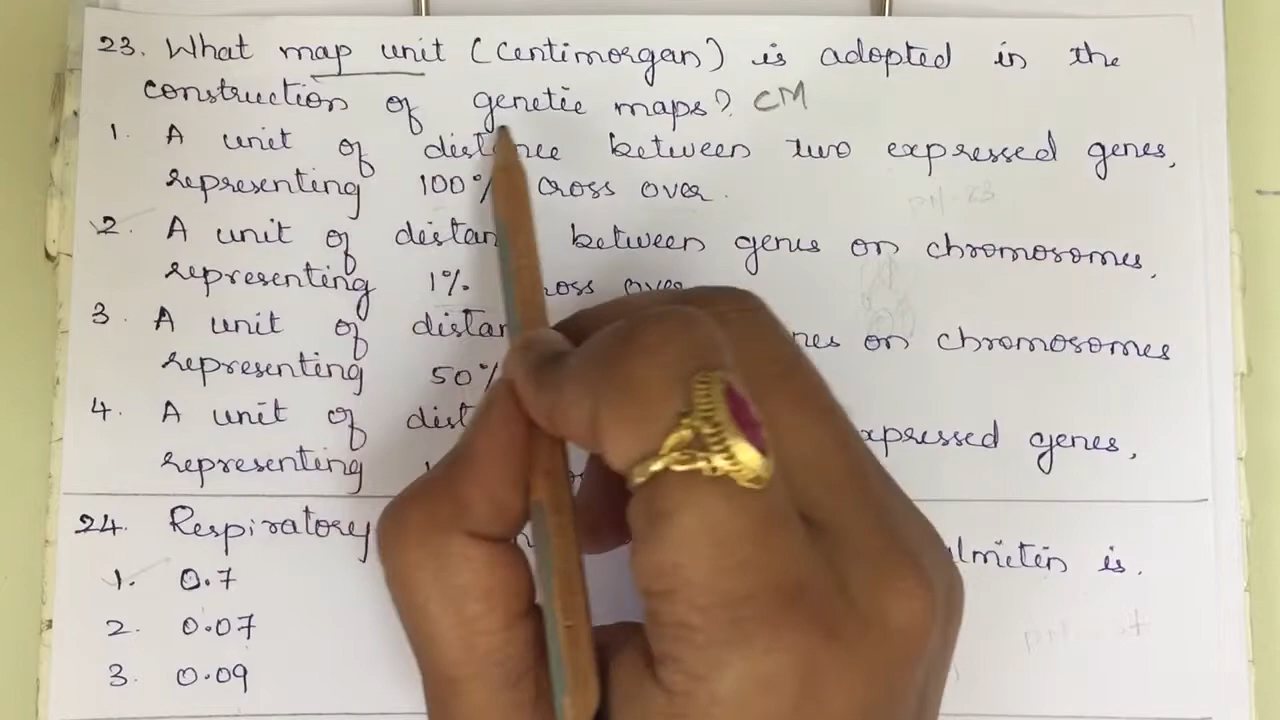 23. What map unit (Centimorgan) is adopted in the
construction of genetic maps? CM
1. A unit of distance between two expressed genes,
representing 100% cross over.
2. A unit of between genes on chromosomes,
representing 1% over
3. A unit of on chromosomes
representing 50%
4. A unit of expressed genes,
representing
24. Respiratory is.
1. 0.7
2. 0.07
3. 0.09